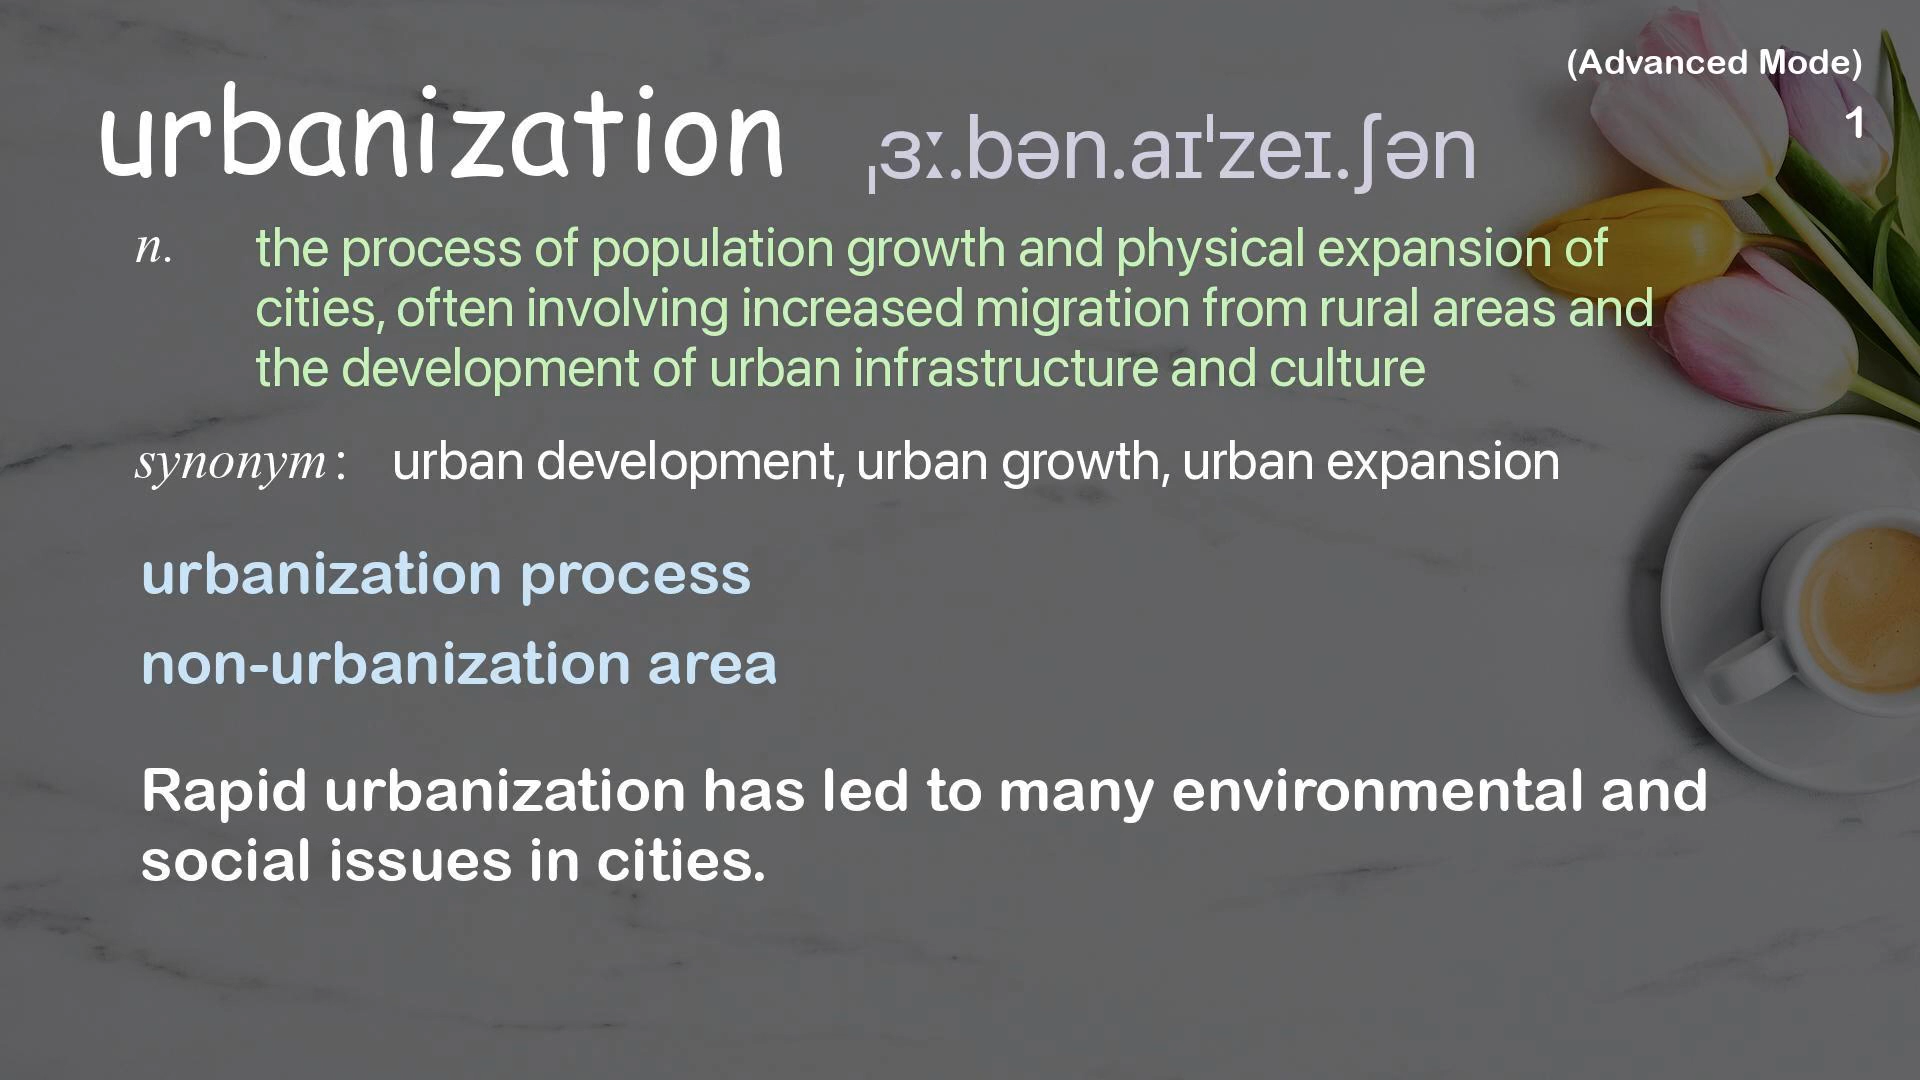 (Advanced Mode)
1
urbanization ˌɜː.bən.aɪˈzeɪ.ʃən
n. the process of population growth and physical expansion of
cities, often involving increased migration from rural areas and
the development of urban infrastructure and culture
synonym: urban development, urban growth, urban expansion
urbanization process
non-urbanization area
Rapid urbanization has led to many environmental and
social issues in cities.